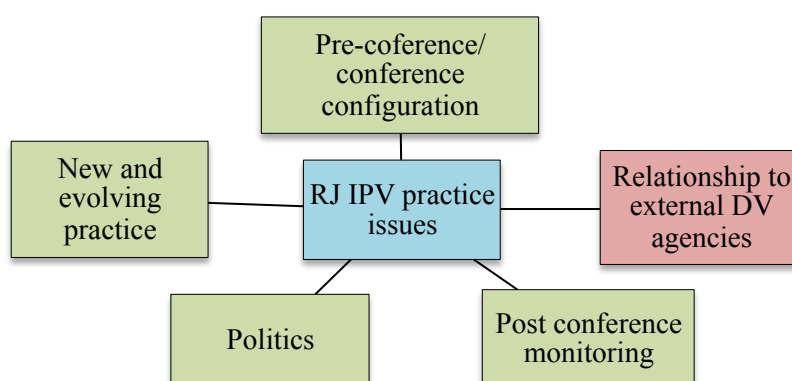 Pre-coference/
conference
configuration
New and
evolving
practice
RJ IPV practice
issues
Relationship to
external DV
agencies
Politics
Post conference
monitoring